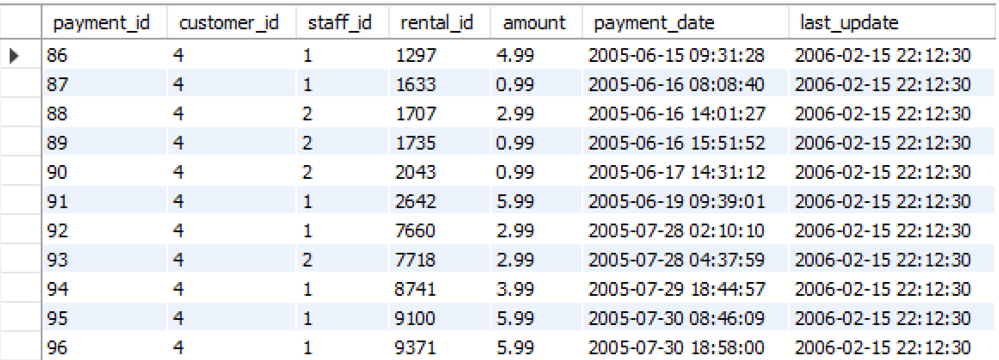 payment_id customer_id staff_id rental_id amount payment_date last_update
86 4 1 1297 4.99 2005-06-15 09:31:28 2006-02-15 22:12:30
87 4 1 1633 0.99 2005-06-16 08:08:40 2006-02-15 22:12:30
88 4 2 1707 2.99 2005-06-16 14:01:27 2006-02-15 22:12:30
89 4 2 1735 0.99 2005-06-16 15:51:52 2006-02-15 22:12:30
90 4 2 2043 0.99 2005-06-17 14:31:12 2006-02-15 22:12:30
91 4 1 2642 5.99 2005-06-19 09:39:01 2006-02-15 22:12:30
92 4 1 7660 2.99 2005-07-28 02:10:10 2006-02-15 22:12:30
93 4 2 7718 2.99 2005-07-28 04:37:59 2006-02-15 22:12:30
94 4 1 8741 3.99 2005-07-29 18:44:57 2006-02-15 22:12:30
95 4 1 9100 5.99 2005-07-30 08:46:09 2006-02-15 22:12:30
96 4 1 9371 5.99 2005-07-30 18:58:00 2006-02-15 22:12:30